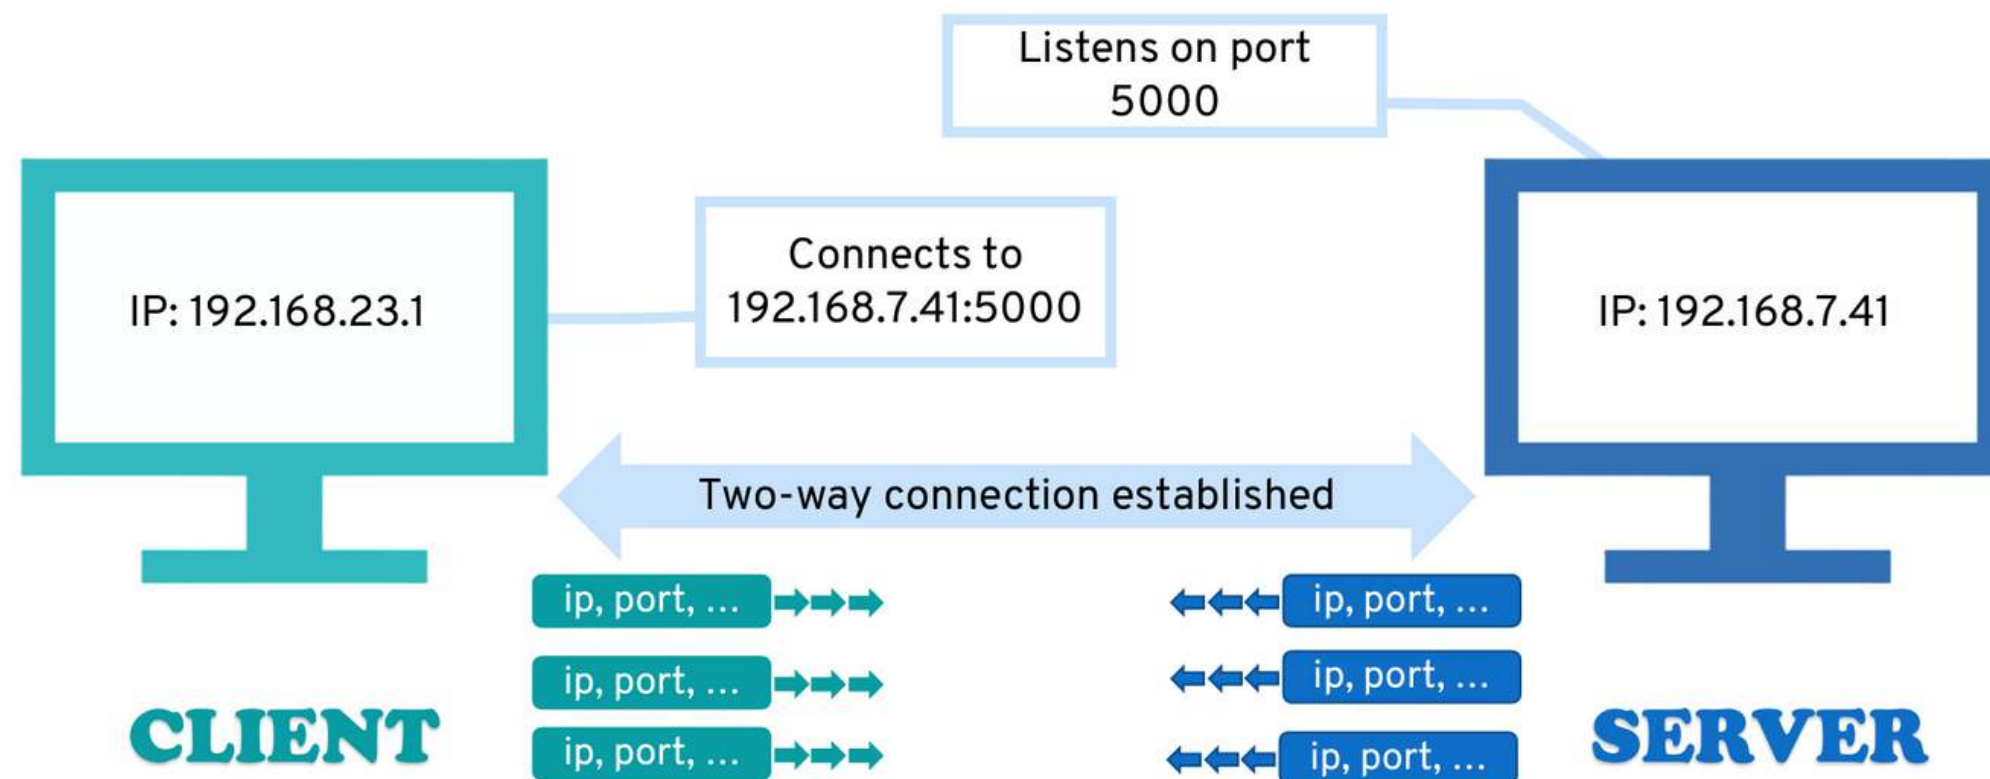 Listens on port
5000
Connects to
192.168.7.41:5000
IP: 192.168.23.1
IP: 192.168.7.41
Two-way connection established
ip, port, ...
ip, port, ...
ip, port, ...
ip, port, ...
ip, port, ...
ip, port, ...
CLIENT
SERVER